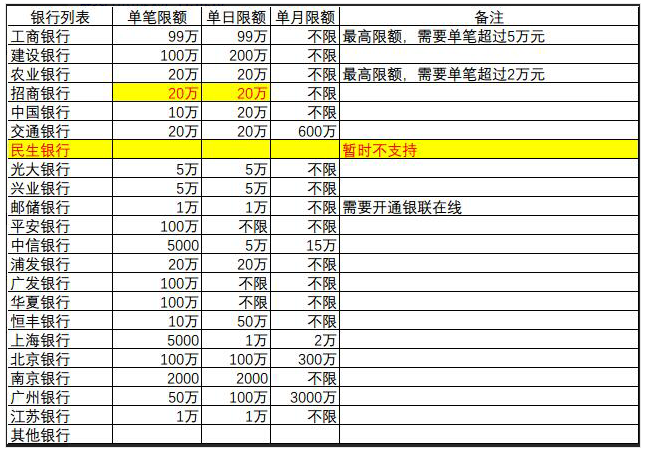 银行列表 单笔限额 单日限额 单月限额 备注
工商银行 99万 99万 不限 最高限额，需要单笔超过5万元
建设银行 100万 200万 不限
农业银行 20万 20万 不限 最高限额，需要单笔超过2万元
招商银行 20万 20万 不限
中国银行 10万 20万 不限
交通银行 20万 20万 600万
民生银行 暂时不支持
光大银行 5万 5万 不限
兴业银行 5万 5万 不限
邮储银行 1万 1万 不限 需要开通银联在线
平安银行 100万 不限 不限
中信银行 5000 5万 15万
浦发银行 20万 20万 不限
广发银行 100万 不限 不限
华夏银行 100万 不限 不限
恒丰银行 10万 50万 不限
上海银行 5000 1万 2万
北京银行 100万 100万 300万
南京银行 2000 2000 不限
广州银行 50万 100万 3000万
江苏银行 1万 1万 不限
其他银行